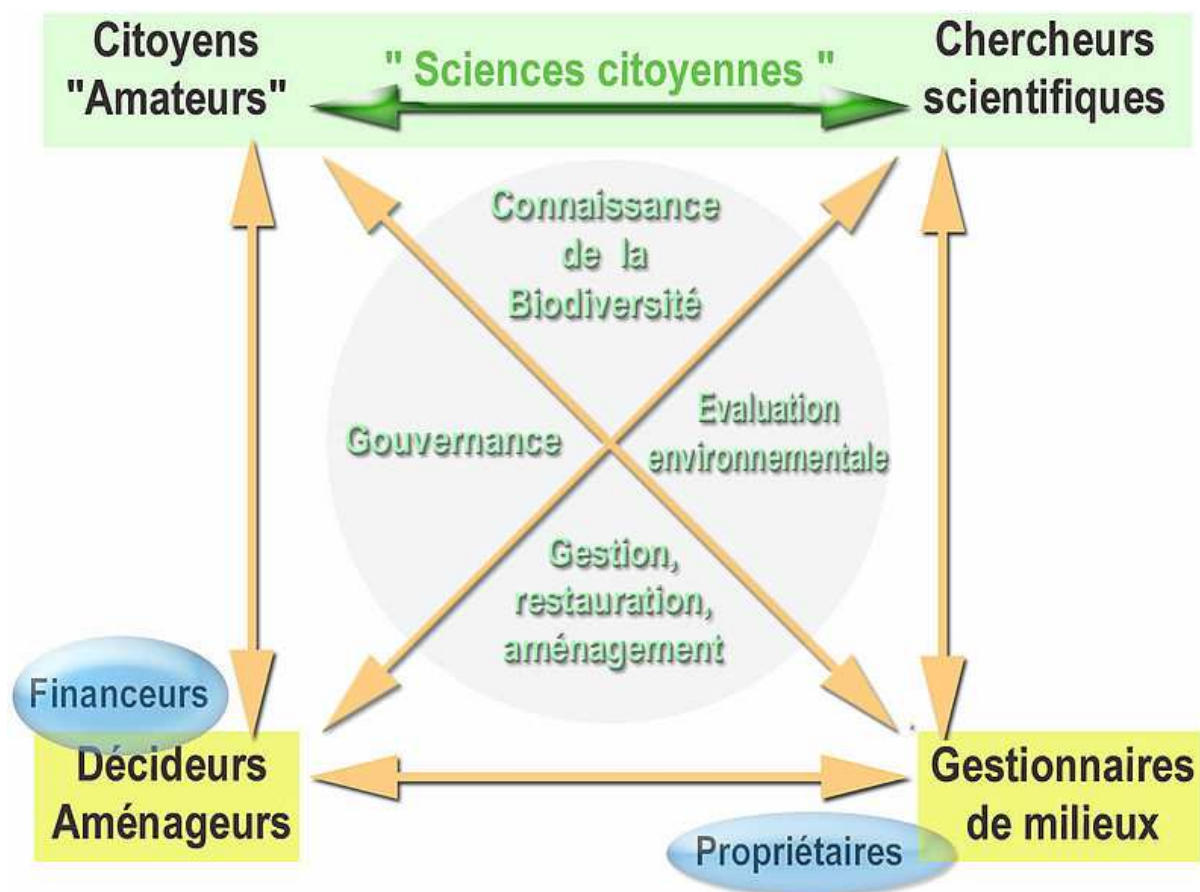 Citoyens
"Amateurs"
" Sciences citoyennes "
Chercheurs
scientifiques
Connaissance
de la
Biodiversité
Gouvernance
Evaluation
environnementale
Gestion,
restauration,
aménagement
Financeurs
Décideurs
Aménageurs
Gestionnaires
de milieux
Propriétaires